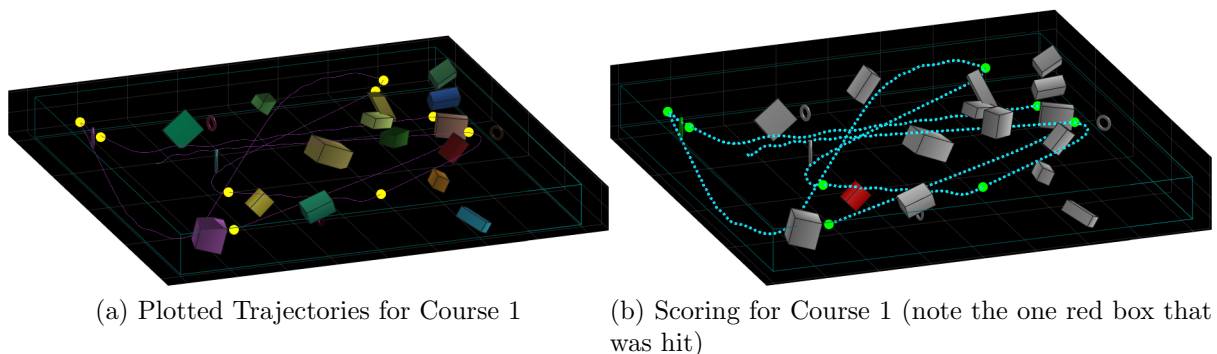 (a) Plotted Trajectories for Course 1
(b) Scoring for Course 1 (note the one red box that
was hit)